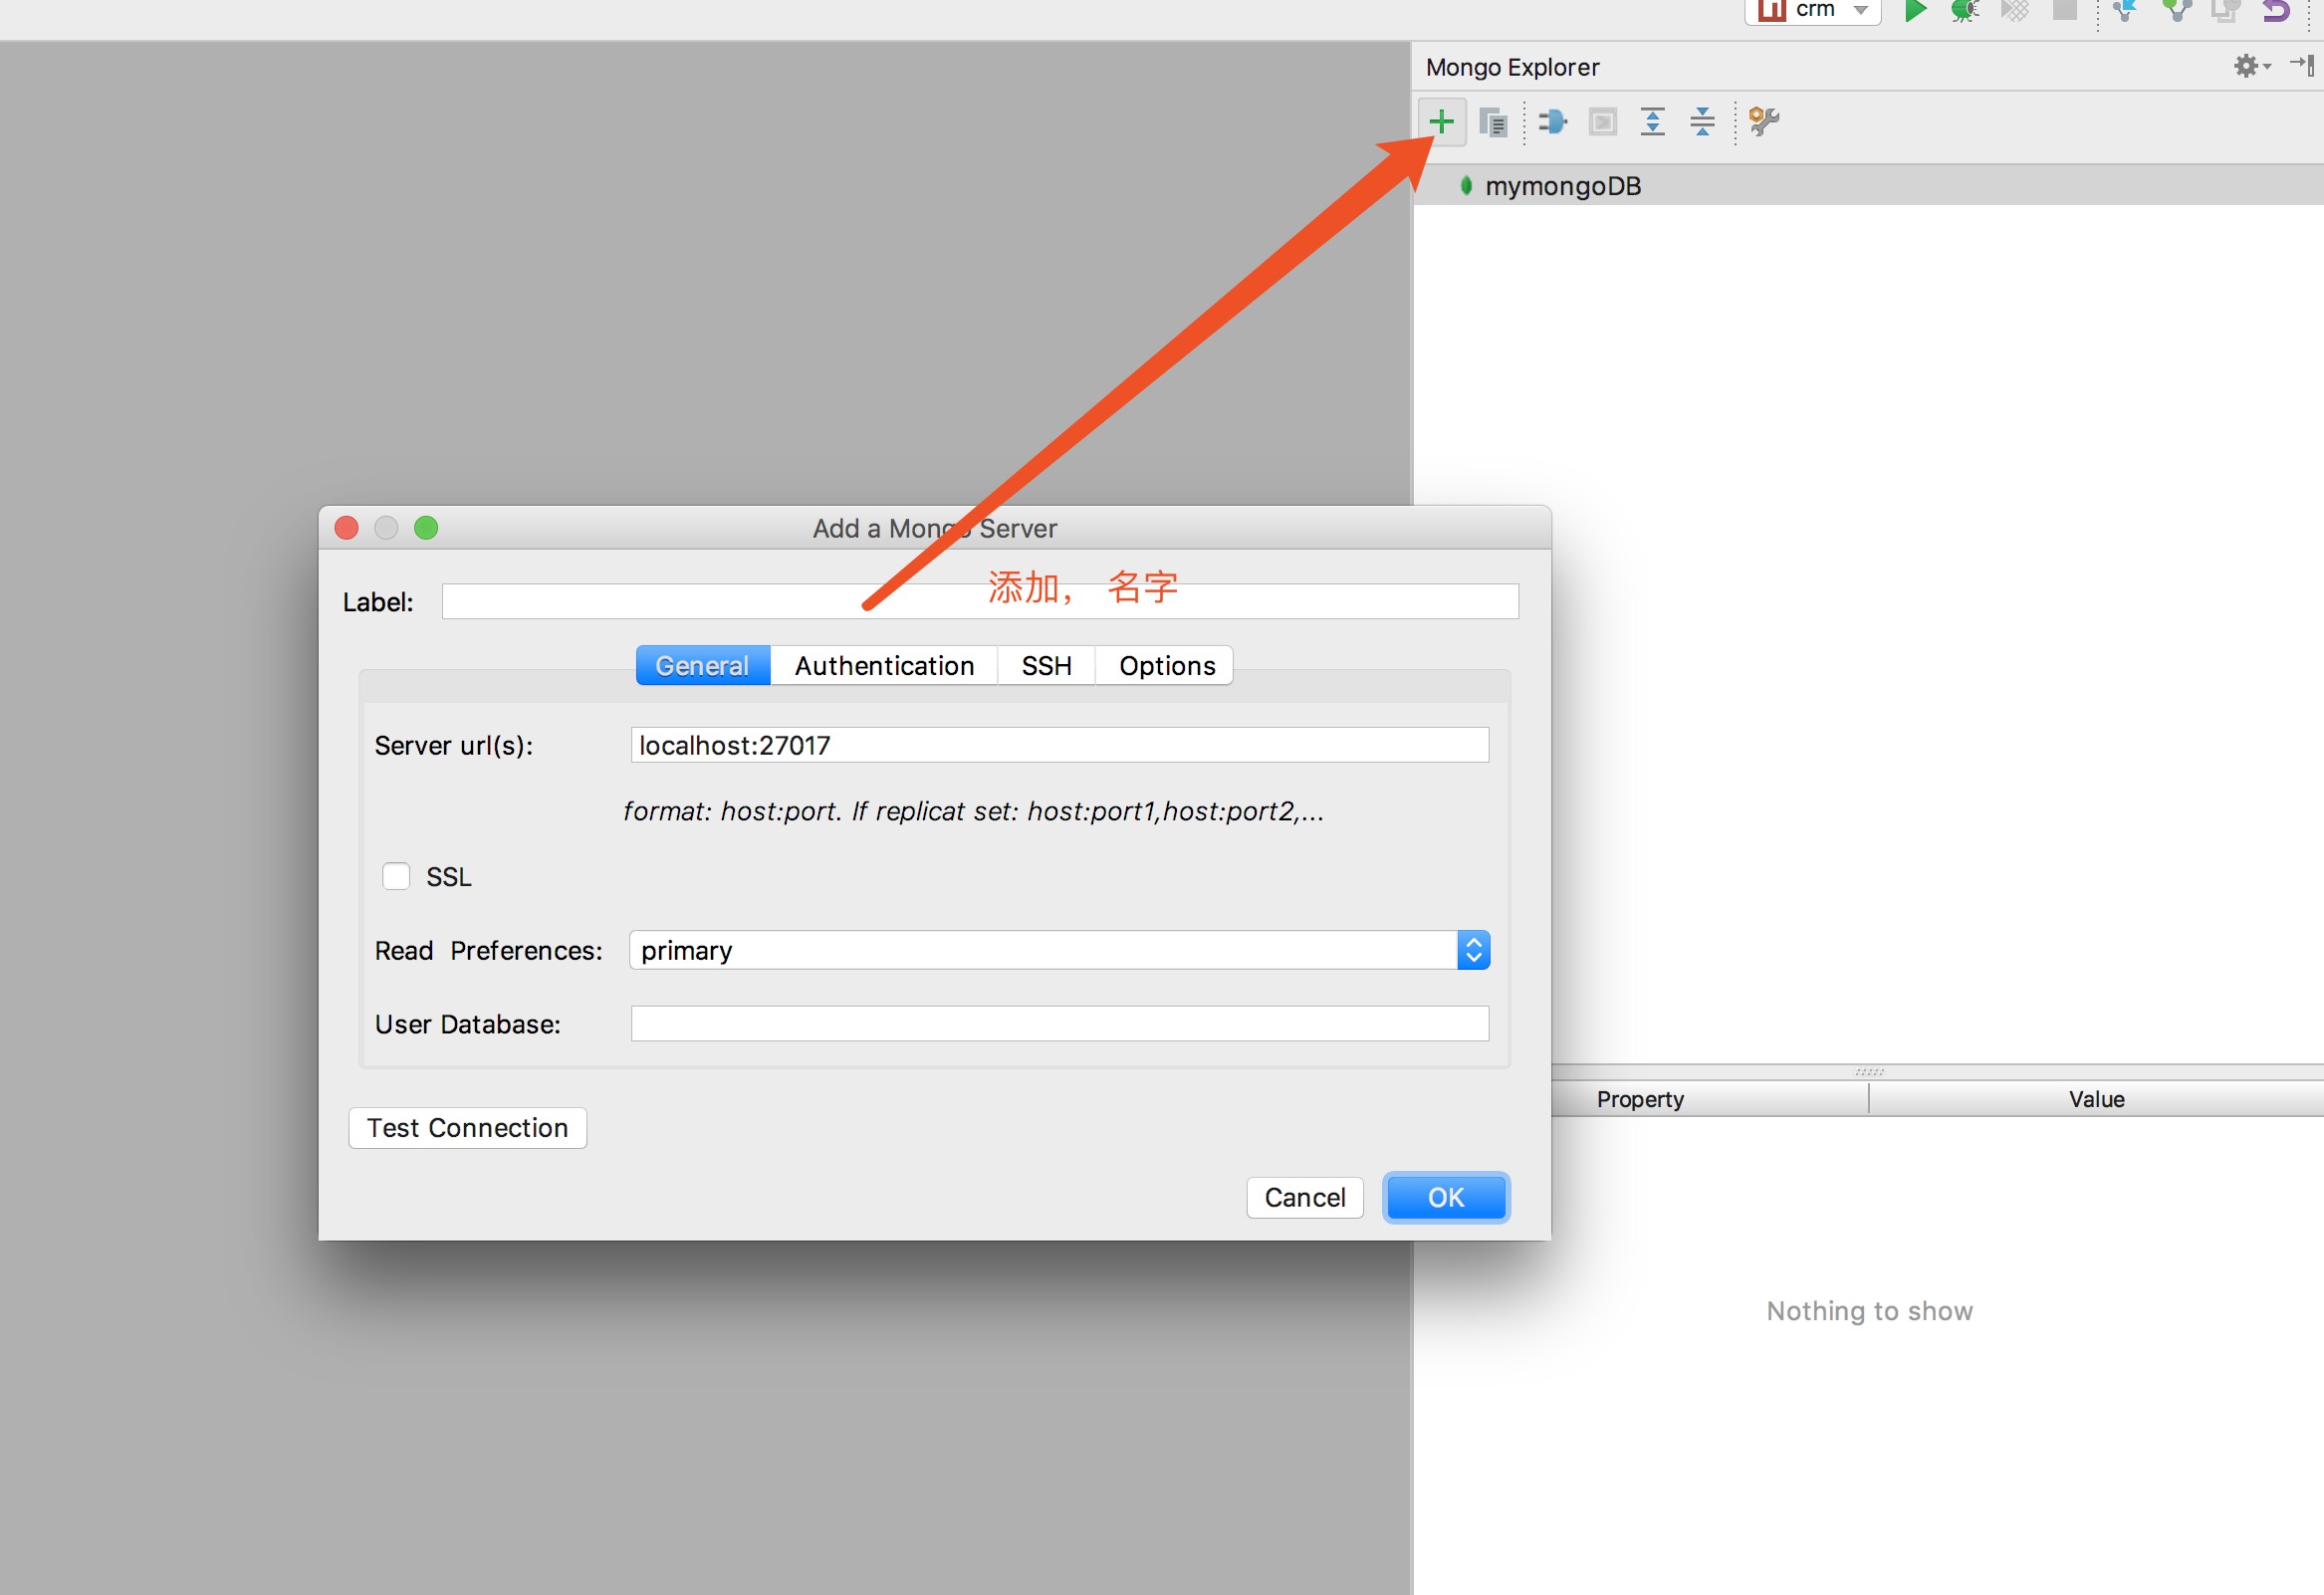 crm
Mongo Explorer
mymongoDB
Add a Mongo Server
添加， 名字
Label:
General Authentication SSH Options
Server url(s): localhost:27017
format: host:port. If replicat set: host:port1,host:port2,...
SSL
Read Preferences: primary
User Database:
Property Value
Test Connection
Cancel OK
Nothing to show